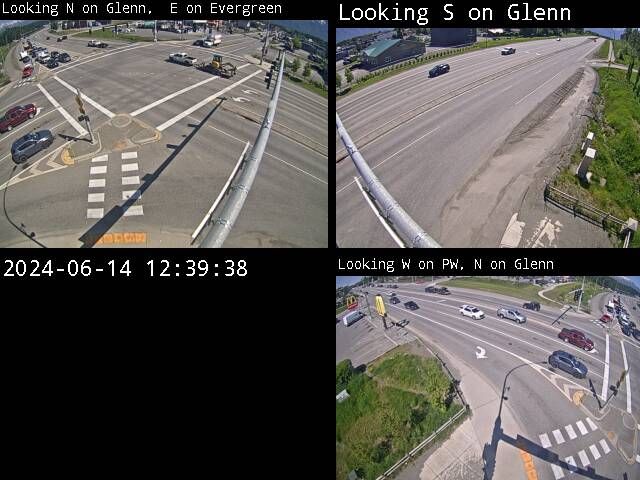 Looking N on Glenn,  E on Evergreen
Looking S on Glenn
2024-06-14 12:39:38
Looking W on PW, N on Glenn